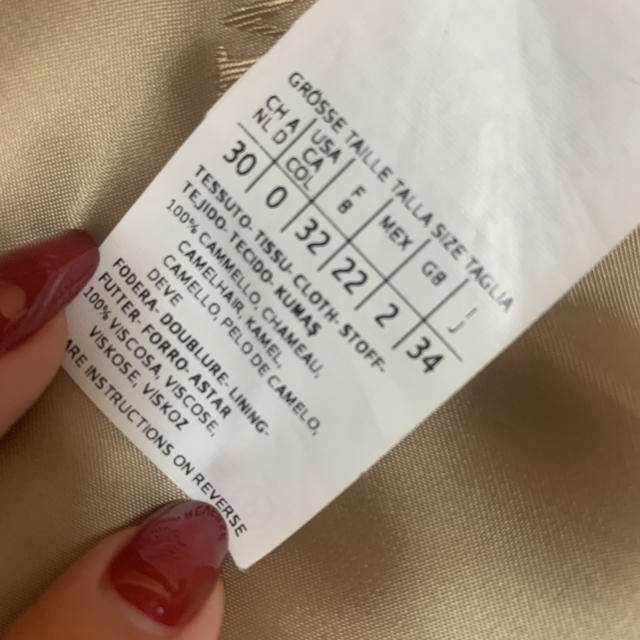 GRÖSSE TAILLE TALLA SIZE TAGLIA
CH A | USA | F | MEX | GB | I
NL D | CA | B
COL
30 | 0 | 32 | 22 | 2 | 34
TESSUTO- TISSU- CLOTH- STOFF-
TEJIDO- TECIDO- KUMAŞ
100% CAMMELLO, CHAMEAU,
CAMELHAIR, KAMEL,
CAMELLO, PELO DE CAMELO,
DEVE
FODERA- DOUBLURE- LINING-
FUTTER- FORRO- ASTAR
100% VISCOSA, VISCOSE,
VISKOSE, VISKOZ
RE INSTRUCTIONS ON REVERSE